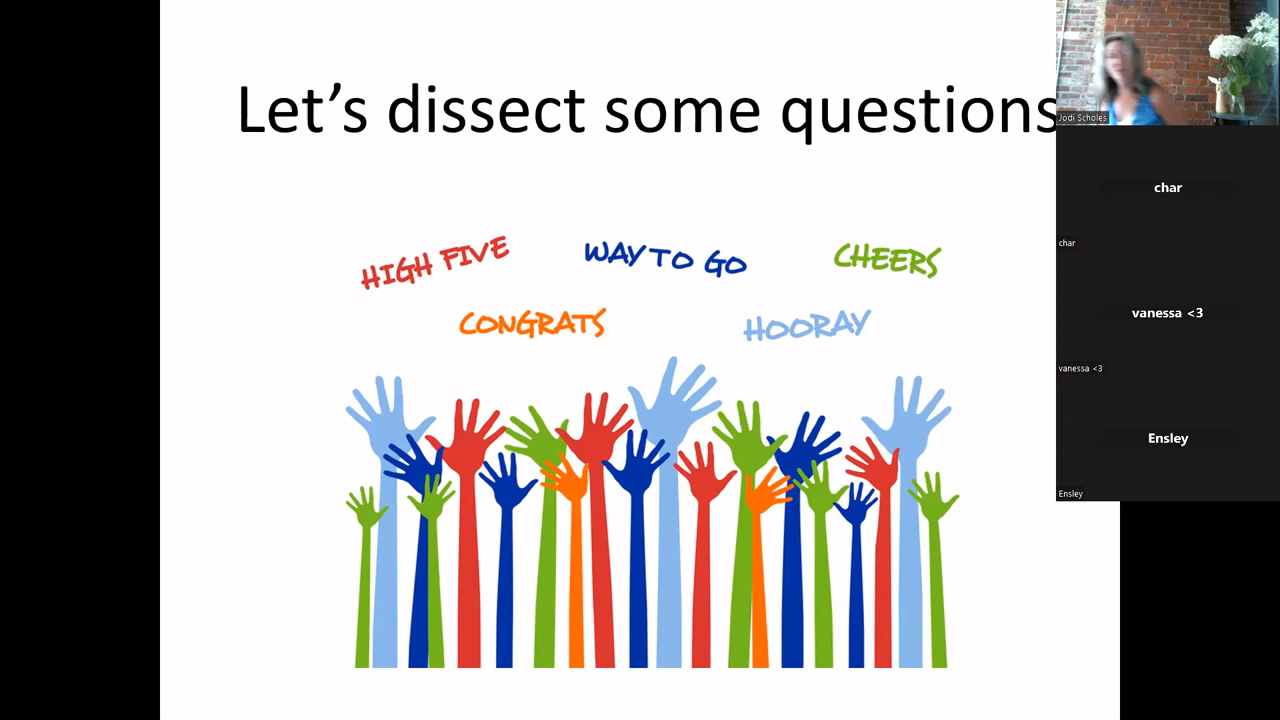 Let's dissect some questions
HIGH FIVE
WAY TO GO
CHEERS
CONGRATS
HOORAY
Jodi Scholes
char
char
vanessa <3
vanessa <3
Ensley
Ensley